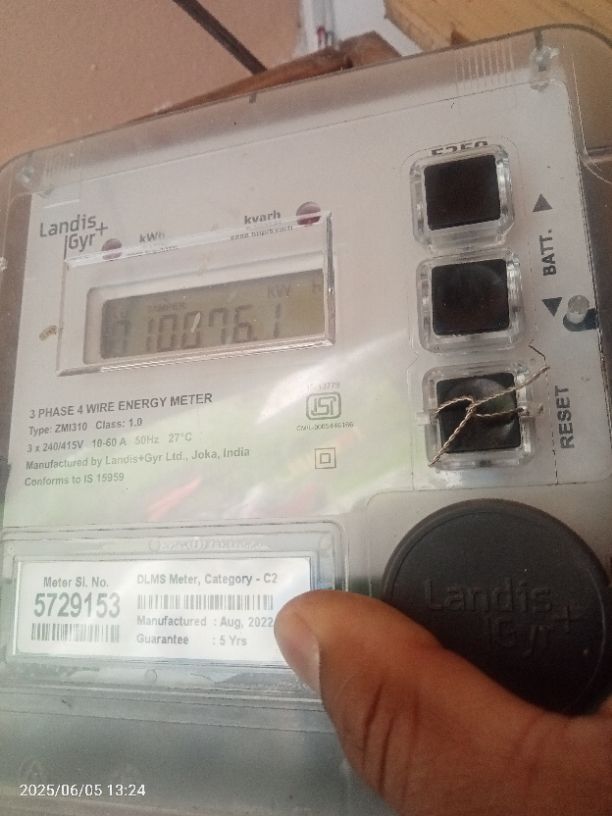 Landis
Gyr+
kWh
kvarh
BATT.
RESET
TAMPER
3 PHASE 4 WIRE ENERGY METER
Type: ZMI310 Class: 1.0
3 x 240/415V 10-60 A 50Hz 27°C
Manufactured by Landis+Gyr Ltd., Joka, India
Conforms to IS 15959
Meter Sl. No.
5729153
DLMS Meter, Category - C2
Manufactured : Aug, 2022
Guarantee : 5 Yrs
Landis
Gyr+
2025/06/05 13:24